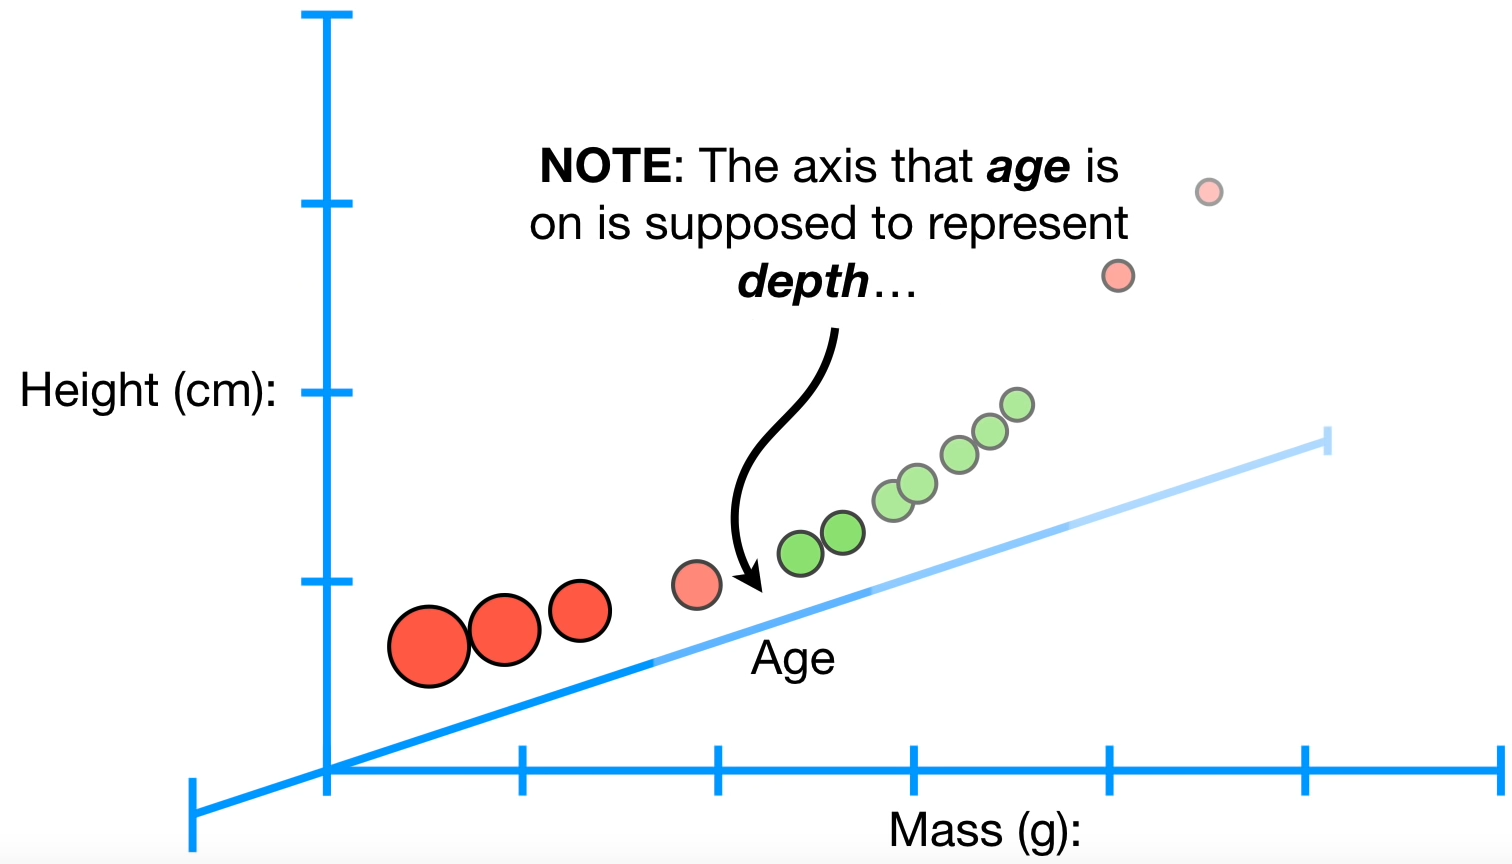 NOTE: The axis that age is
on is supposed to represent
depth…
Height (cm):
Age
Mass (g):